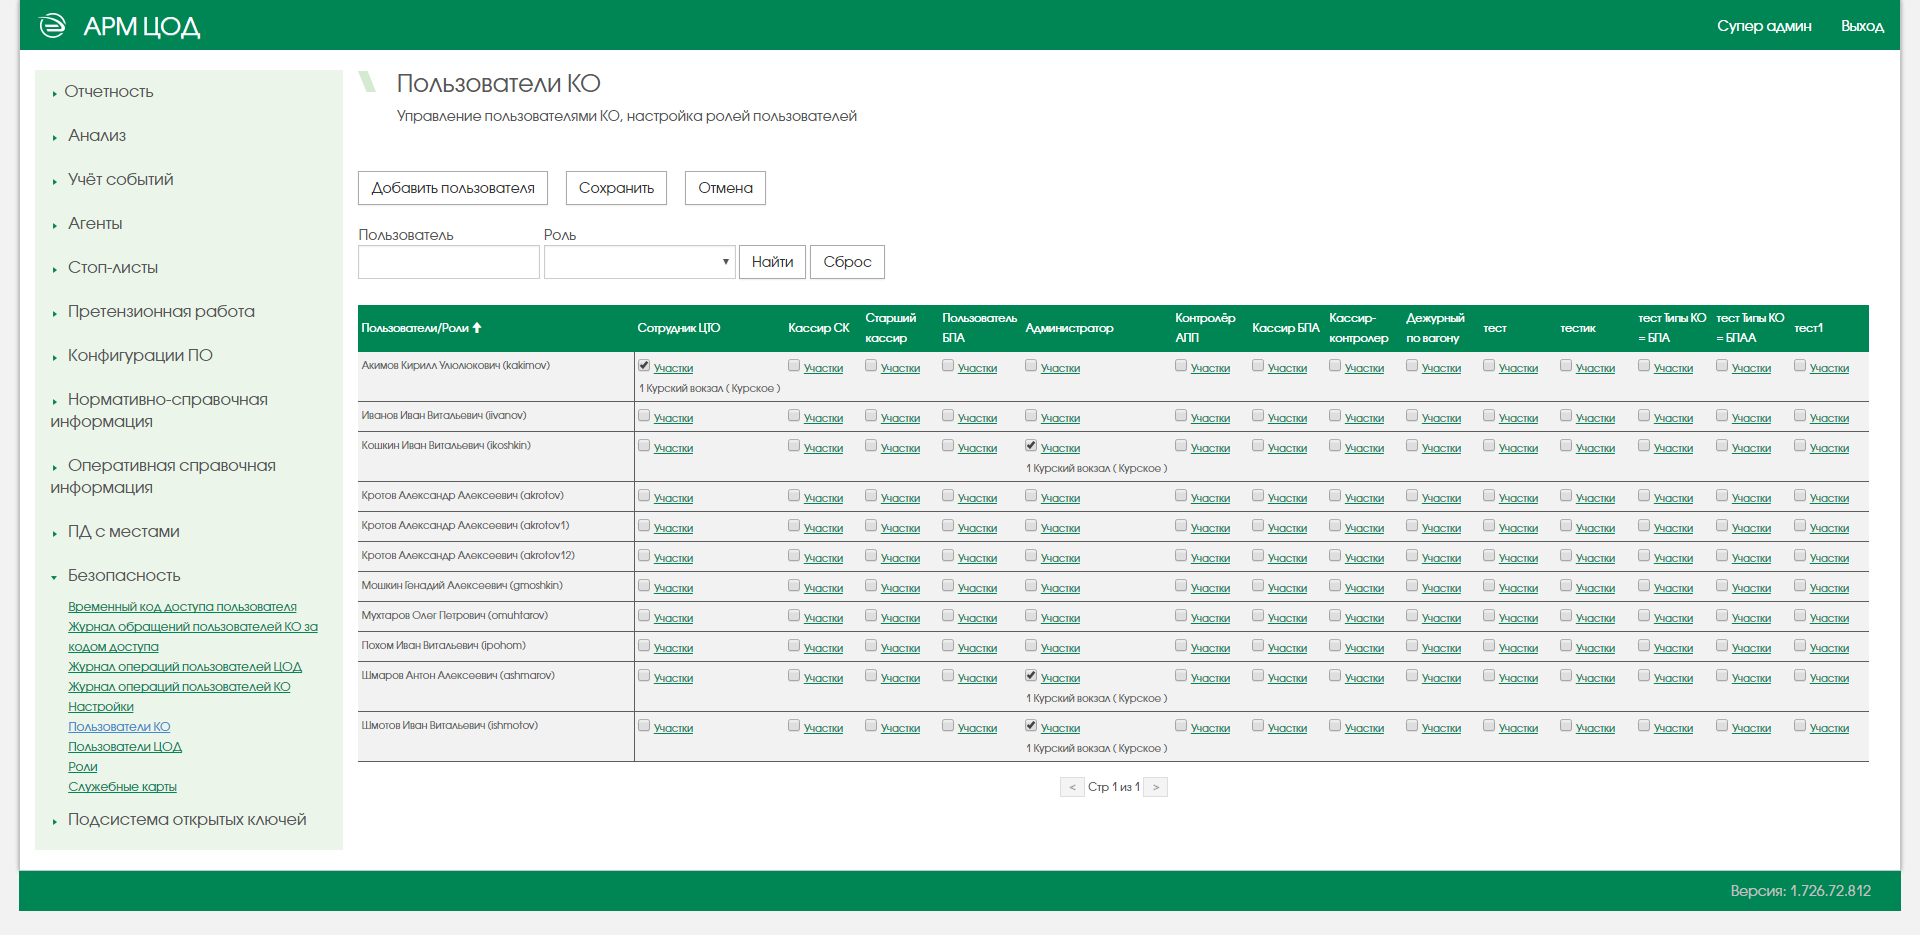 АРМ ЦОД
Супер админ Выход
Отчетность
Анализ
Учёт событий
Агенты
Стоп-листы
Претензионная работа
Конфигурации ПО
Нормативно-справочная
информация
Оперативная справочная
информация
ПД с местами
Безопасность
Временный код доступа пользователя
Журнал обращений пользователей КО за
кодом доступа
Журнал операций пользователей ЦОД
Журнал операций пользователей КО
Настройки
Пользователи КО
Пользователи ЦОД
Роли
Служебные карты
Подсистема открытых ключей
Пользователи КО
Управление пользователями КО, настройка ролей пользователей
Добавить пользователя Сохранить Отмена
Пользователь Роль
Найти Сброс
Пользователи/Роли Сотрудник ЦТО Кассир СК Старший кассир Пользователь БПА Администратор Контролёр АПП Кассир БПА Кассир-контролер Дежурный по вагону тест тестик тест Типы КО = БПА тест Типы КО = БПАА тест1
Акимов Кирилл Улюлюкович (kakimov) Участки Участки Участки Участки Участки Участки Участки Участки Участки Участки Участки Участки Участки Участки
1 Курский вокзал ( Курское )
Иванов Иван Витальевич (iivanov) Участки Участки Участки Участки Участки Участки Участки Участки Участки Участки Участки Участки Участки Участки
Кошкин Иван Витальевич (ikoshkin) Участки Участки Участки Участки Участки Участки Участки Участки Участки Участки Участки Участки Участки Участки
1 Курский вокзал ( Курское )
Кротов Александр Алексеевич (akrotov) Участки Участки Участки Участки Участки Участки Участки Участки Участки Участки Участки Участки Участки Участки
Кротов Александр Алексеевич (akrotov1) Участки Участки Участки Участки Участки Участки Участки Участки Участки Участки Участки Участки Участки Участки
Кротов Александр Алексеевич (akrotov12) Участки Участки Участки Участки Участки Участки Участки Участки Участки Участки Участки Участки Участки Участки
Мошкин Генадий Алексеевич (gmoshkin) Участки Участки Участки Участки Участки Участки Участки Участки Участки Участки Участки Участки Участки Участки
Мухтаров Олег Петрович (omuhtarov) Участки Участки Участки Участки Участки Участки Участки Участки Участки Участки Участки Участки Участки Участки
Похом Иван Витальевич (ipohom) Участки Участки Участки Участки Участки Участки Участки Участки Участки Участки Участки Участки Участки Участки
Шмаров Антон Алексеевич (ashmarov) Участки Участки Участки Участки Участки Участки Участки Участки Участки Участки Участки Участки Участки Участки
1 Курский вокзал ( Курское )
Шмотов Иван Витальевич (ishmotov) Участки Участки Участки Участки Участки Участки Участки Участки Участки Участки Участки Участки Участки Участки
1 Курский вокзал ( Курское )
< Стр 1 из 1 >
Версия: 1.726.72.812